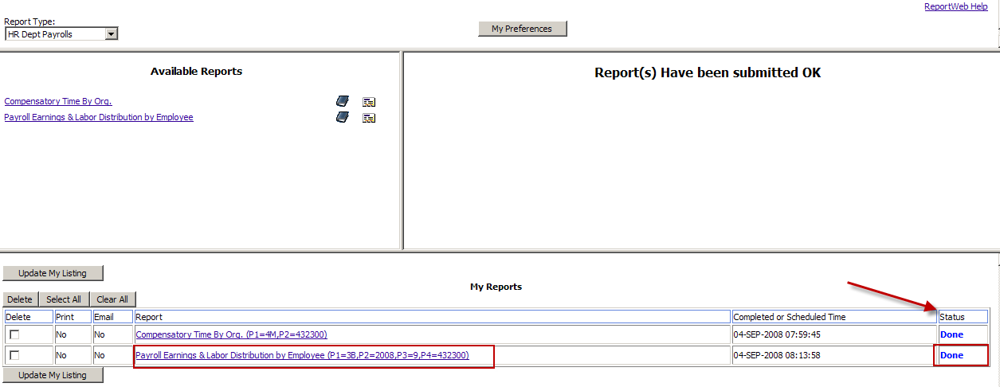 ReportWeb Help
Report Type:
HR Dept Payrolls
My Preferences
Available Reports
Compensatory Time By Org.
Payroll Earnings & Labor Distribution by Employee
Report(s) Have been submitted OK
Update My Listing
My Reports
Delete Select All Clear All
Delete Print Email Report Completed or Scheduled Time Status
No No Compensatory Time By Org. (P1=4M,P2=432300) 04-SEP-2008 07:59:45 Done
No No Payroll Earnings & Labor Distribution by Employee (P1=3B,P2=2008,P3=9,P4=432300) 04-SEP-2008 08:13:58 Done
Update My Listing